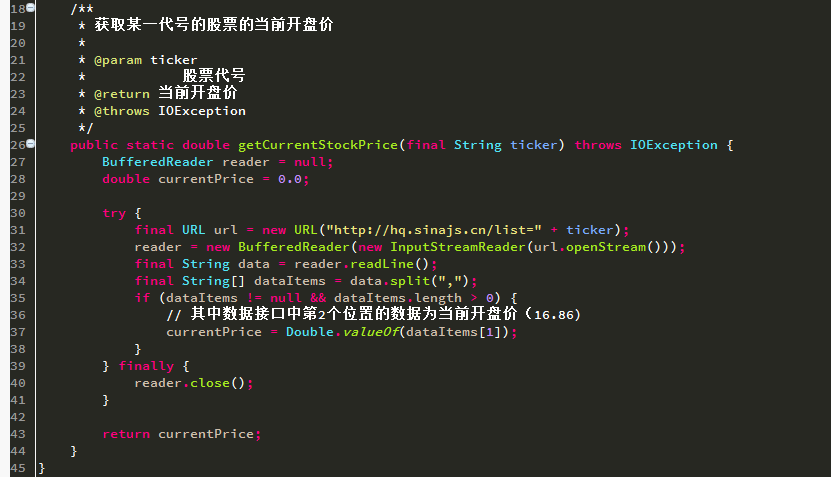 18 /**
19 * 获取某一代号的股票的当前开盘价
20 *
21 * @param ticker
22 * 股票代号
23 * @return 当前开盘价
24 * @throws IOException
25 */
26 public static double getCurrentStockPrice(final String ticker) throws IOException {
27 BufferedReader reader = null;
28 double currentPrice = 0.0;
29
30 try {
31 final URL url = new URL("http://hq.sinajs.cn/list=" + ticker);
32 reader = new BufferedReader(new InputStreamReader(url.openStream()));
33 final String data = reader.readLine();
34 final String[] dataItems = data.split(",");
35 if (dataItems != null && dataItems.length > 0) {
36 // 其中数据接口中第2个位置的数据为当前开盘价（16.86)
37 currentPrice = Double.valueOf(dataItems[1]);
38 }
39 } finally {
40 reader.close();
41 }
42
43 return currentPrice;
44 }
45 }